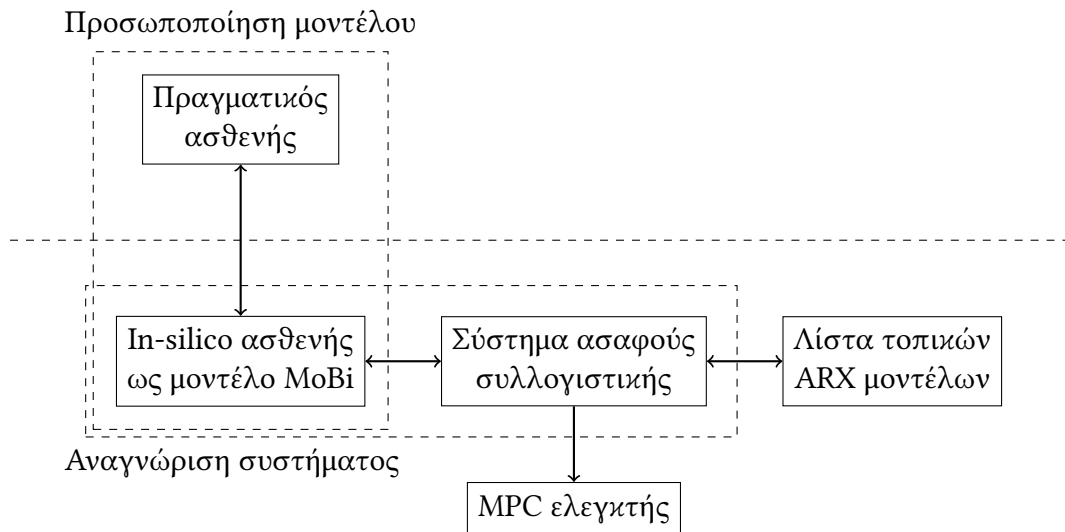 Προσωποποίηση μοντέλου
Πραγματικός
ασθενής
In-silico ασθενής
ως μοντέλο MoBi
Σύστημα ασαφούς
συλλογιστικής
Λίστα τοπικών
ARX μοντέλων
Αναγνώριση συστήματος
MPC ελεγκτής